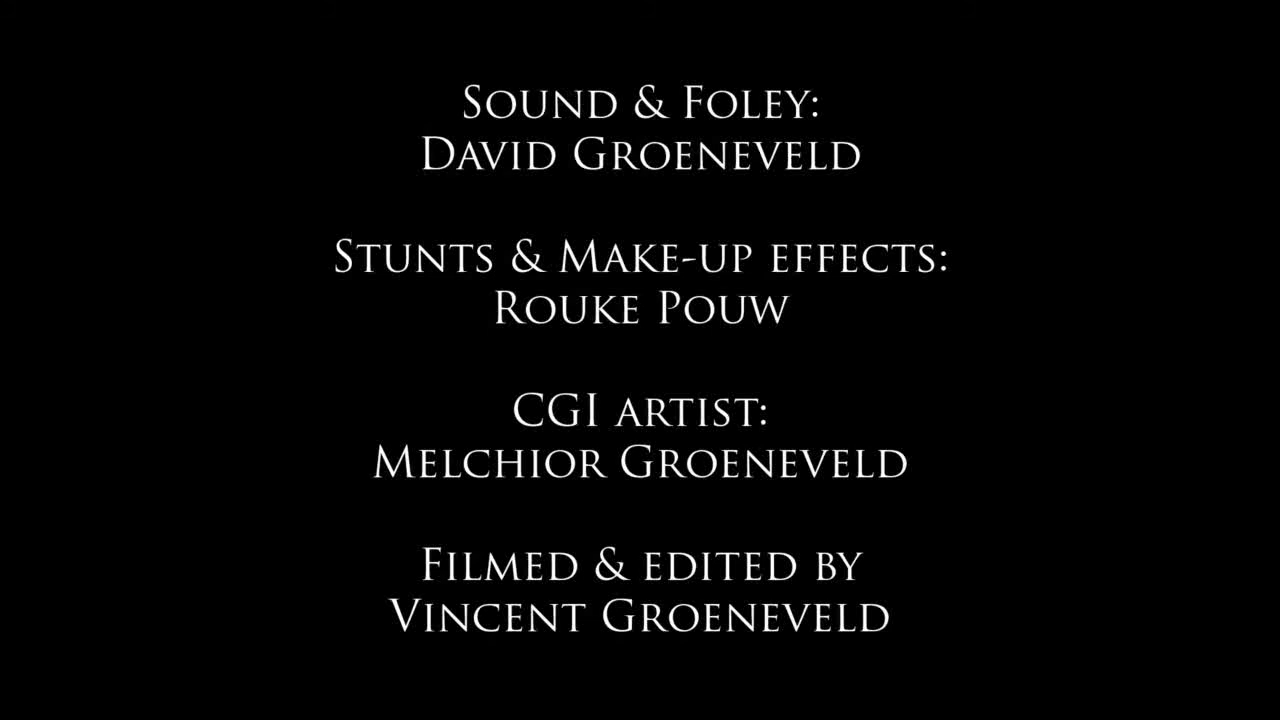 Sound & Foley:
David Groeneveld
Stunts & Make-up effects:
Rouke Pouw
CGI artist:
Melchior Groeneveld
Filmed & edited by
Vincent Groeneveld